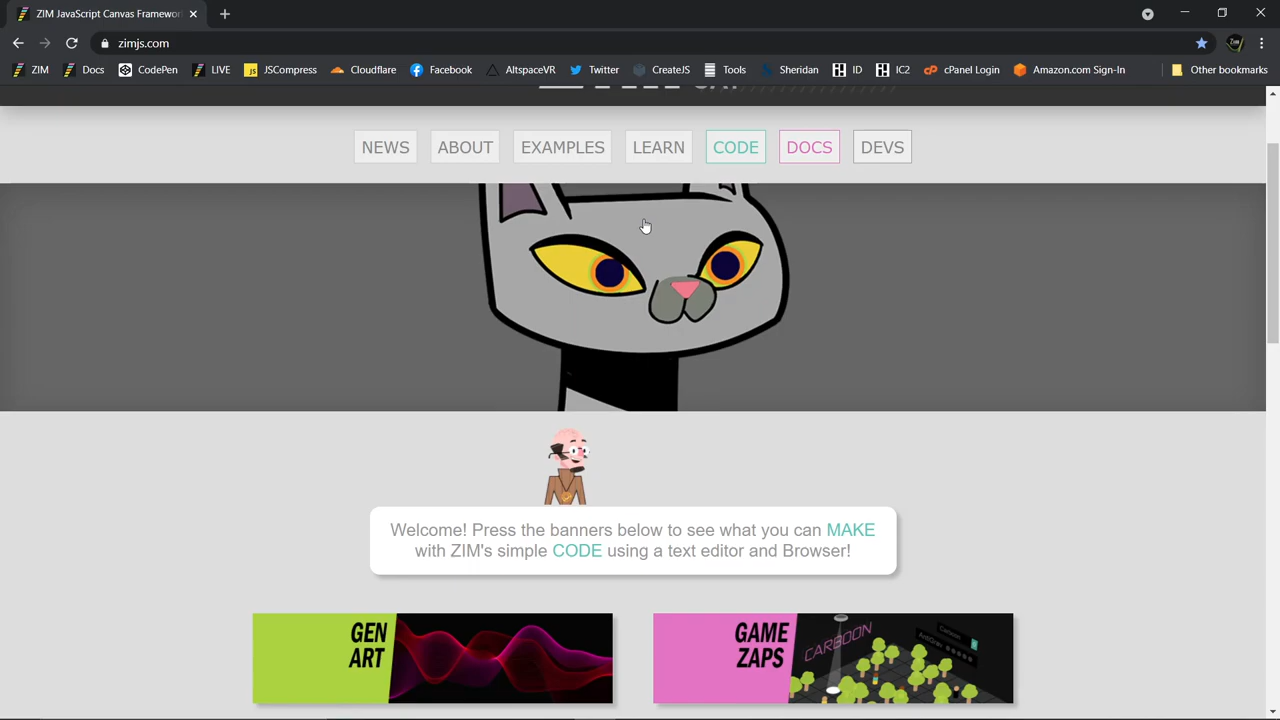 ZIM JavaScript Canvas Framework
zimjs.com
ZIM Docs CodePen LIVE JSCompress Cloudflare Facebook AltspaceVR Twitter CreateJS Tools Sheridan ID IC2 cPanel Login Amazon.com Sign-In Other bookmarks
NEWS ABOUT EXAMPLES LEARN CODE DOCS DEVS
Welcome! Press the banners below to see what you can MAKE
with ZIM's simple CODE using a text editor and Browser!
GEN
ART
GAME
ZAPS
CARBOON